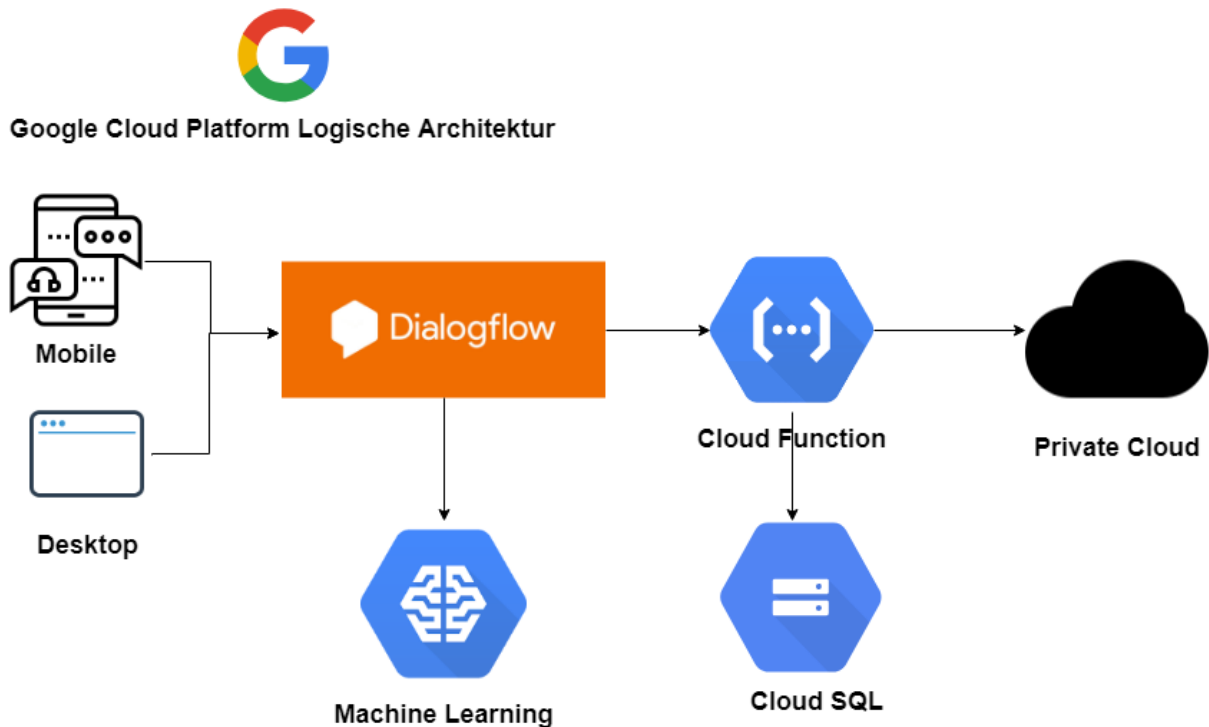 Google Cloud Platform Logische Architektur
Mobile
Dialogflow
Cloud Function
Private Cloud
Desktop
Machine Learning
Cloud SQL